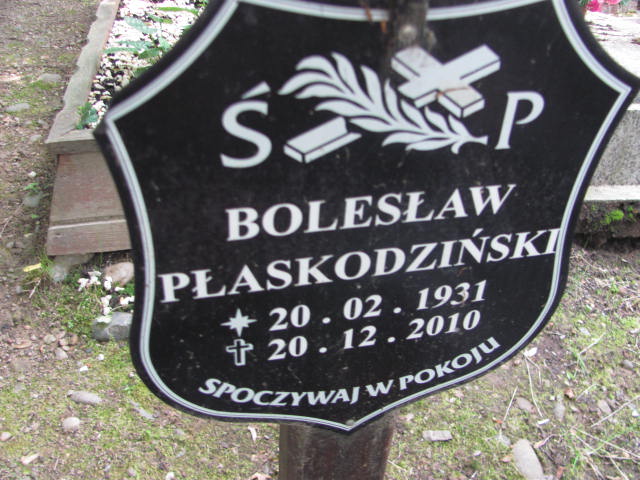 Ś P
BOLESŁAW
PŁASKODZIŃSKI
20.02.1931
20.12.2010
SPOCZYWAJ W POKOJU